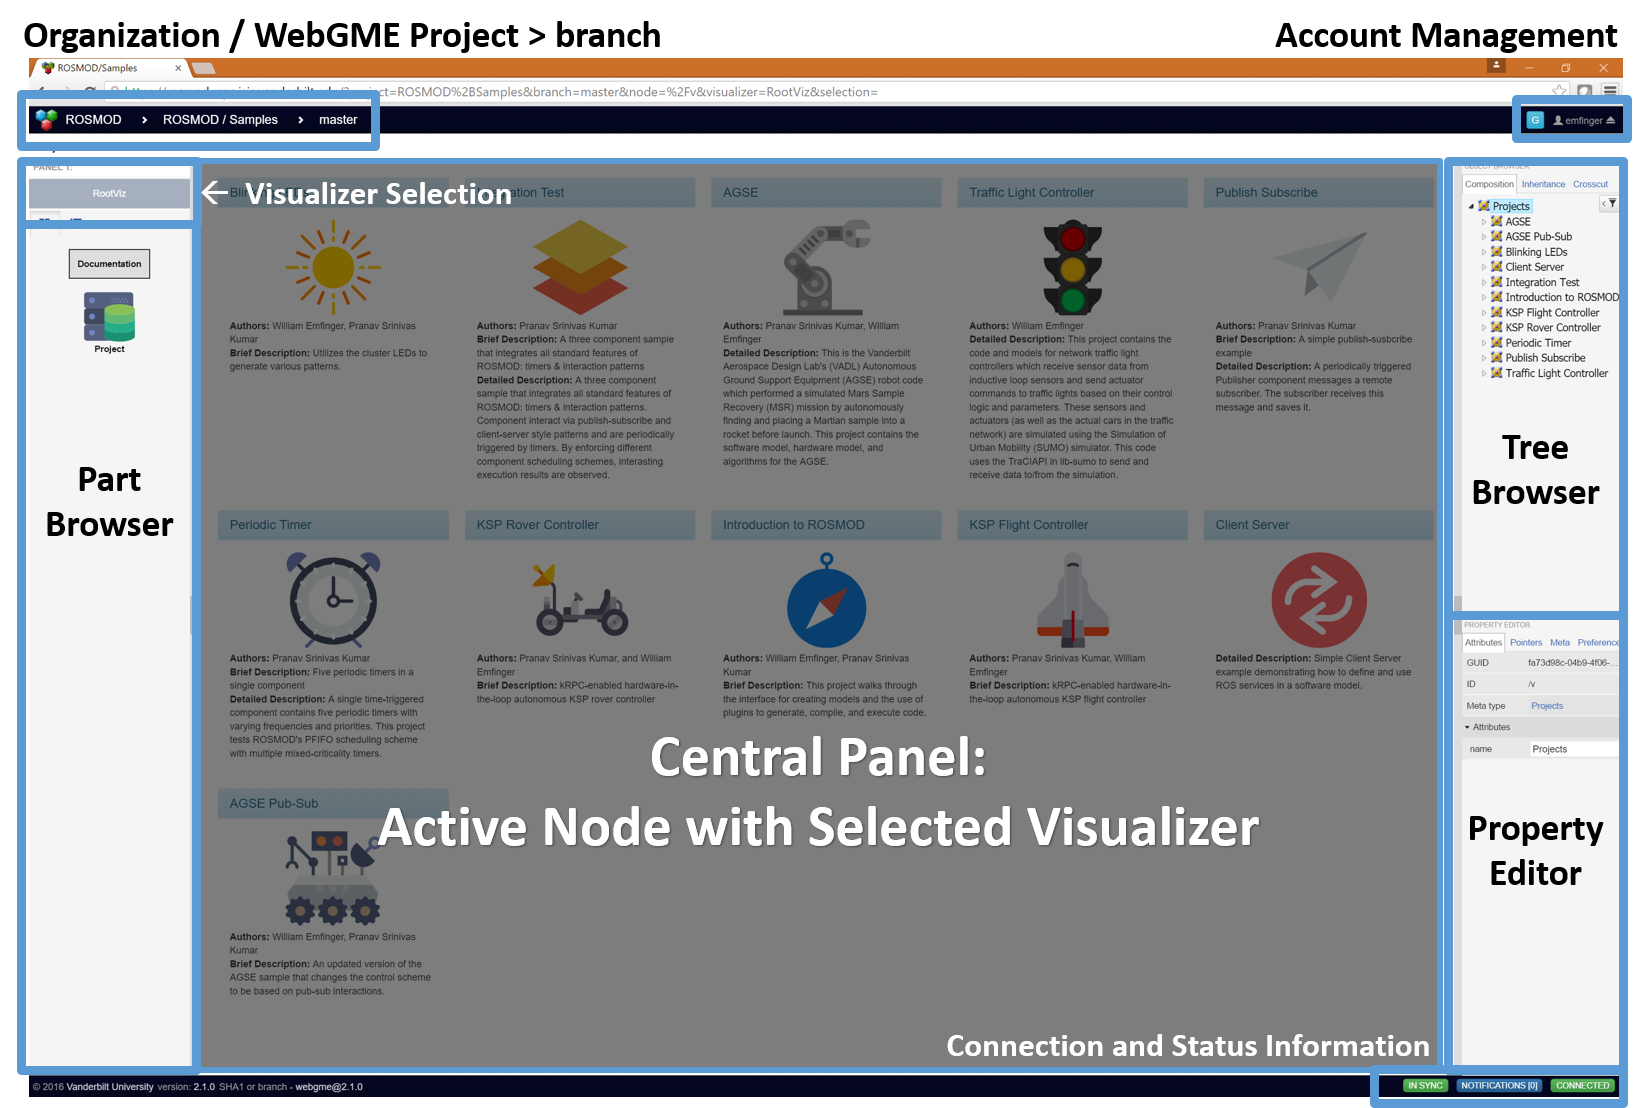 Organization / WebGME Project > branch
Account Management
ROSMOD/Samples
ject=ROSMOD%2BSamples&branch=master&node=%2Fv&visualizer=RootViz&selection=
ROSMOD > ROSMOD / Samples > master
G emfinger
PANEL 1:
RootViz
← Visualizer Selection
Documentation
Project
Part
Browser
Integration Test
Authors: William Emfinger, Pranav Srinivas
Kumar
Brief Description: Utilizes the cluster LEDs to
generate various patterns.
Authors: Pranav Srinivas Kumar
Brief Description: A three component sample
that integrates all standard features of
ROSMOD: timers & interaction patterns
Detailed Description: A three component
sample that integrates all standard features of
ROSMOD: timers & interaction patterns.
Component interact via publish-subscribe and
client-server style patterns and are periodically
triggered by timers. By enforcing different
component scheduling schemes, interasting
execution results are observed.
AGSE
Authors: Pranav Srinivas Kumar, William
Emfinger
Detailed Description: This is the Vanderbilt
Aerospace Design Lab's (VADL) Autonomous
Ground Support Equipment (AGSE) robot code
which performed a simulated Mars Sample
Recovery (MSR) mission by autonomously
finding and placing a Martian sample into a
rocket before launch. This project contains the
software model, hardware model, and
algorithms for the AGSE.
Traffic Light Controller
Authors: William Emfinger
Detailed Description: This project contains the
code and models for network traffic light
controllers which receive sensor data from
inductive loop sensors and send actuator
commands to traffic lights based on their control
logic and parameters. These sensors and
actuators (as well as the actual cars in the traffic
network) are simulated using the Simulation of
Urban Mobility (SUMO) simulator. This code
uses the TraCIAPI in lib-sumo to send and
receive data to/from the simulation.
Publish Subscribe
Authors: Pranav Srinivas Kumar
Brief Description: A simple publish-susbcribe
example
Detailed Description: A periodically triggered
Publisher component messages a remote
subscriber. The subscriber receives this
message and saves it.
Periodic Timer
Authors: Pranav Srinivas Kumar
Brief Description: Five periodic timers in a
single component
Detailed Description: A single time-triggered
component contains five periodic timers with
varying frequencies and priorities. This project
tests ROSMOD's PFIFO scheduling scheme
with multiple mixed-criticality timers.
KSP Rover Controller
Authors: Pranav Srinivas Kumar, and William
Emfinger
Brief Description: kRPC-enabled hardware-in-
the-loop autonomous KSP rover controller
Introduction to ROSMOD
Authors: William Emfinger, Pranav Srinivas
Kumar
Brief Description: This project walks through
the interface for creating models and the use of
plugins to generate, compile, and execute code.
KSP Flight Controller
Authors: Pranav Srinivas Kumar, William
Emfinger
Brief Description: kRPC-enabled hardware-in-
the-loop autonomous KSP flight controller
Client Server
Detailed Description: Simple Client Server
example demonstrating how to define and use
ROS services in a software model.
AGSE Pub-Sub
Authors: William Emfinger, Pranav Srinivas
Kumar
Brief Description: An updated version of the
AGSE sample that changes the control scheme
to be based on pub-sub interactions.
Central Panel:
Active Node with Selected Visualizer
Connection and Status Information
OBJECT BROWSER
Composition Inheritance Crosscut
Projects
AGSE
AGSE Pub-Sub
Blinking LEDs
Client Server
Integration Test
Introduction to ROSMOD
KSP Flight Controller
KSP Rover Controller
Periodic Timer
Publish Subscribe
Traffic Light Controller
Tree
Browser
PROPERTY EDITOR
Attributes Pointers Meta Preference
GUID fa73d98c-04b9-4f06-...
ID /v
Meta type Projects
Attributes
name Projects
Property
Editor
© 2016 Vanderbilt University version: 2.1.0 SHA1 or branch - webgme@2.1.0
IN SYNC NOTIFICATIONS [0] CONNECTED